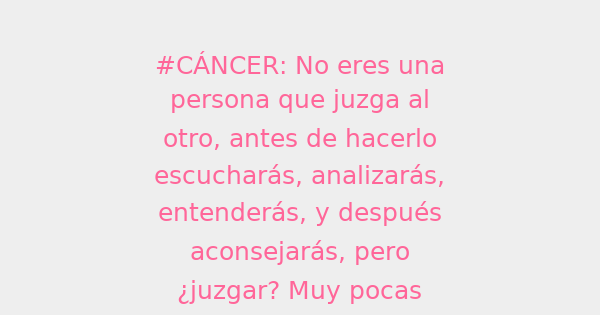 #CÁNCER: No eres una
persona que juzga al
otro, antes de hacerlo
escucharás, analizarás,
entenderás, y después
aconsejarás, pero
¿juzgar? Muy pocas